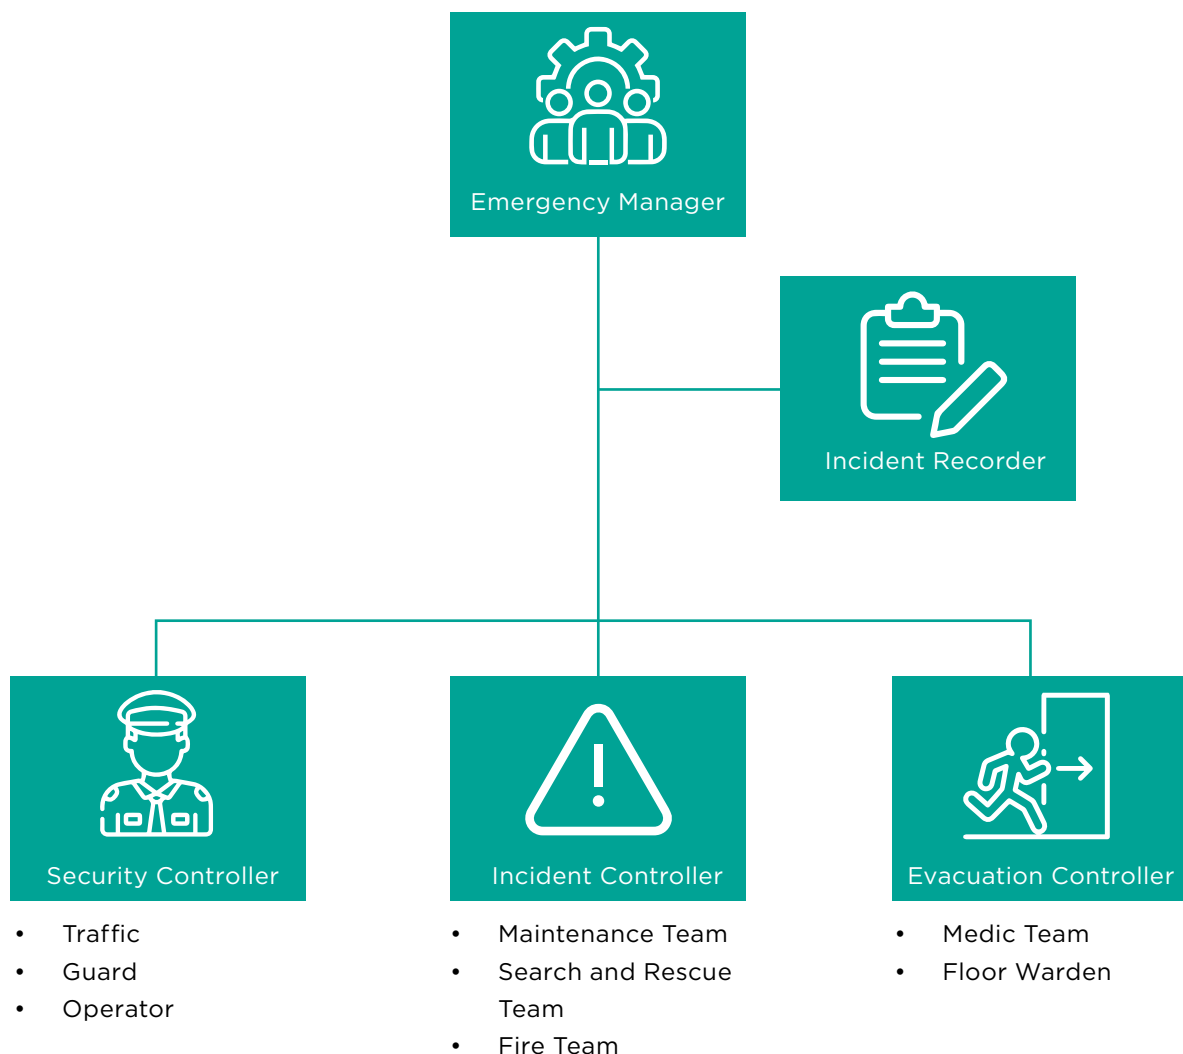 Emergency Manager
Incident Recorder
Security Controller
• Traffic
• Guard
• Operator
Incident Controller
• Maintenance Team
• Search and Rescue
Team
• Fire Team
Evacuation Controller
• Medic Team
• Floor Warden